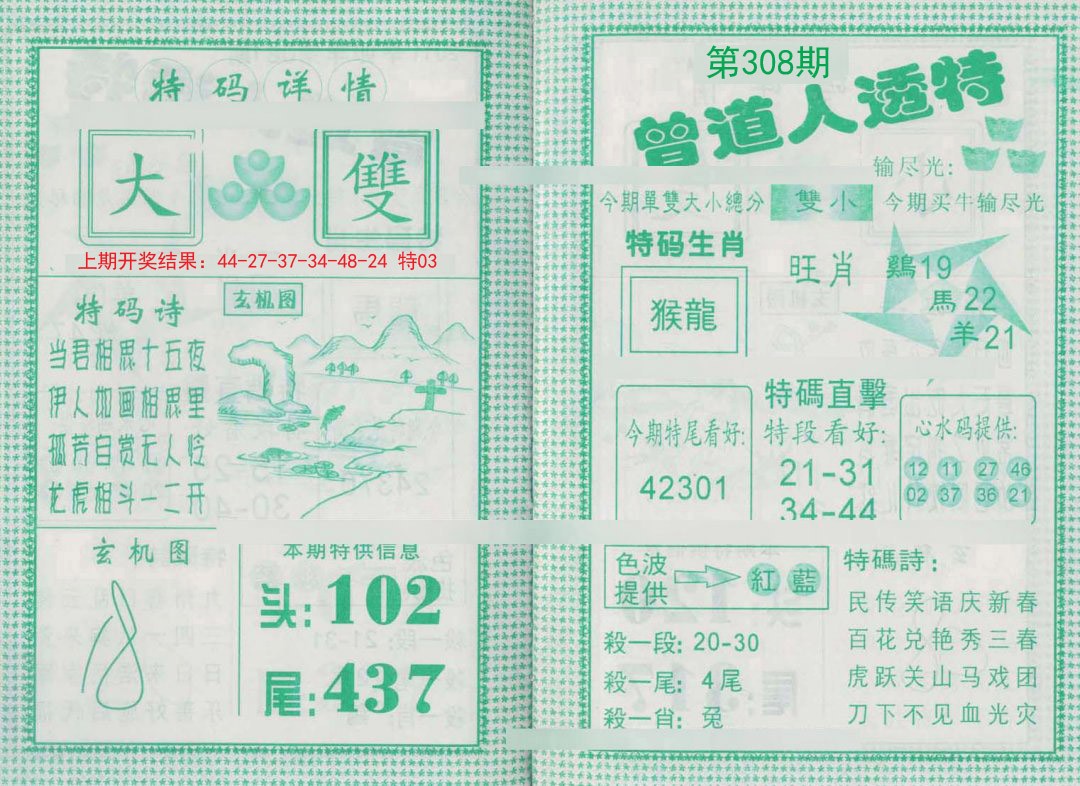 特码详情
大 雙
上期开奖结果：44-27-37-34-48-24 特03
特码诗
当君相思十五夜
伊人如画相思里
孤芳自赏无人怜
龙虎相斗一二开
玄机图
玄机图
本期特供信息
头:102
尾:437
第308期
曾道人透特
输尽光:
今期單雙大小總分 雙小 今期买牛输尽光
特码生肖
猴龍
旺肖
鷄19
馬22
羊21
今期特尾看好:
42301
特碼直擊
特段看好:
21-31
34-44
心水码提供:
12 11 27 46
02 37 36 21
色波提供
紅 藍
殺一段: 20-30
殺一尾: 4尾
殺一肖: 兔
特碼詩:
民传笑语庆新春
百花兑艳秀三春
虎跃关山马戏团
刀下不见血光灾